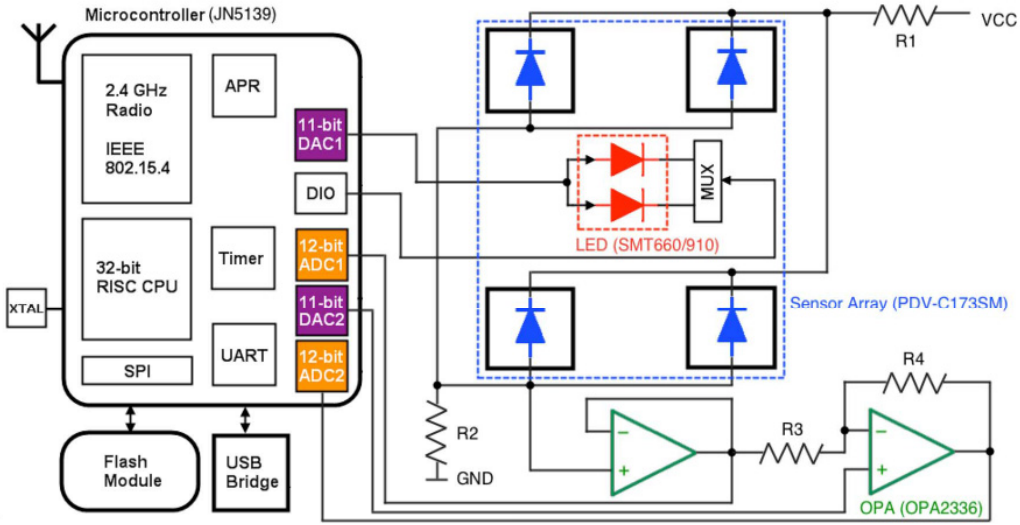 Microcontroller (JN5139)
2.4 GHz
Radio
IEEE
802.15.4
APR
11-bit
DAC1
DIO
32-bit
RISC CPU
Timer
12-bit
ADC1
11-bit
DAC2
XTAL
UART
12-bit
ADC2
SPI
Flash
Module
USB
Bridge
R1
VCC
MUX
LED (SMT660/910)
Sensor Array (PDV-C173SM)
R2
GND
−
+
R3
R4
−
+
OPA (OPA2336)